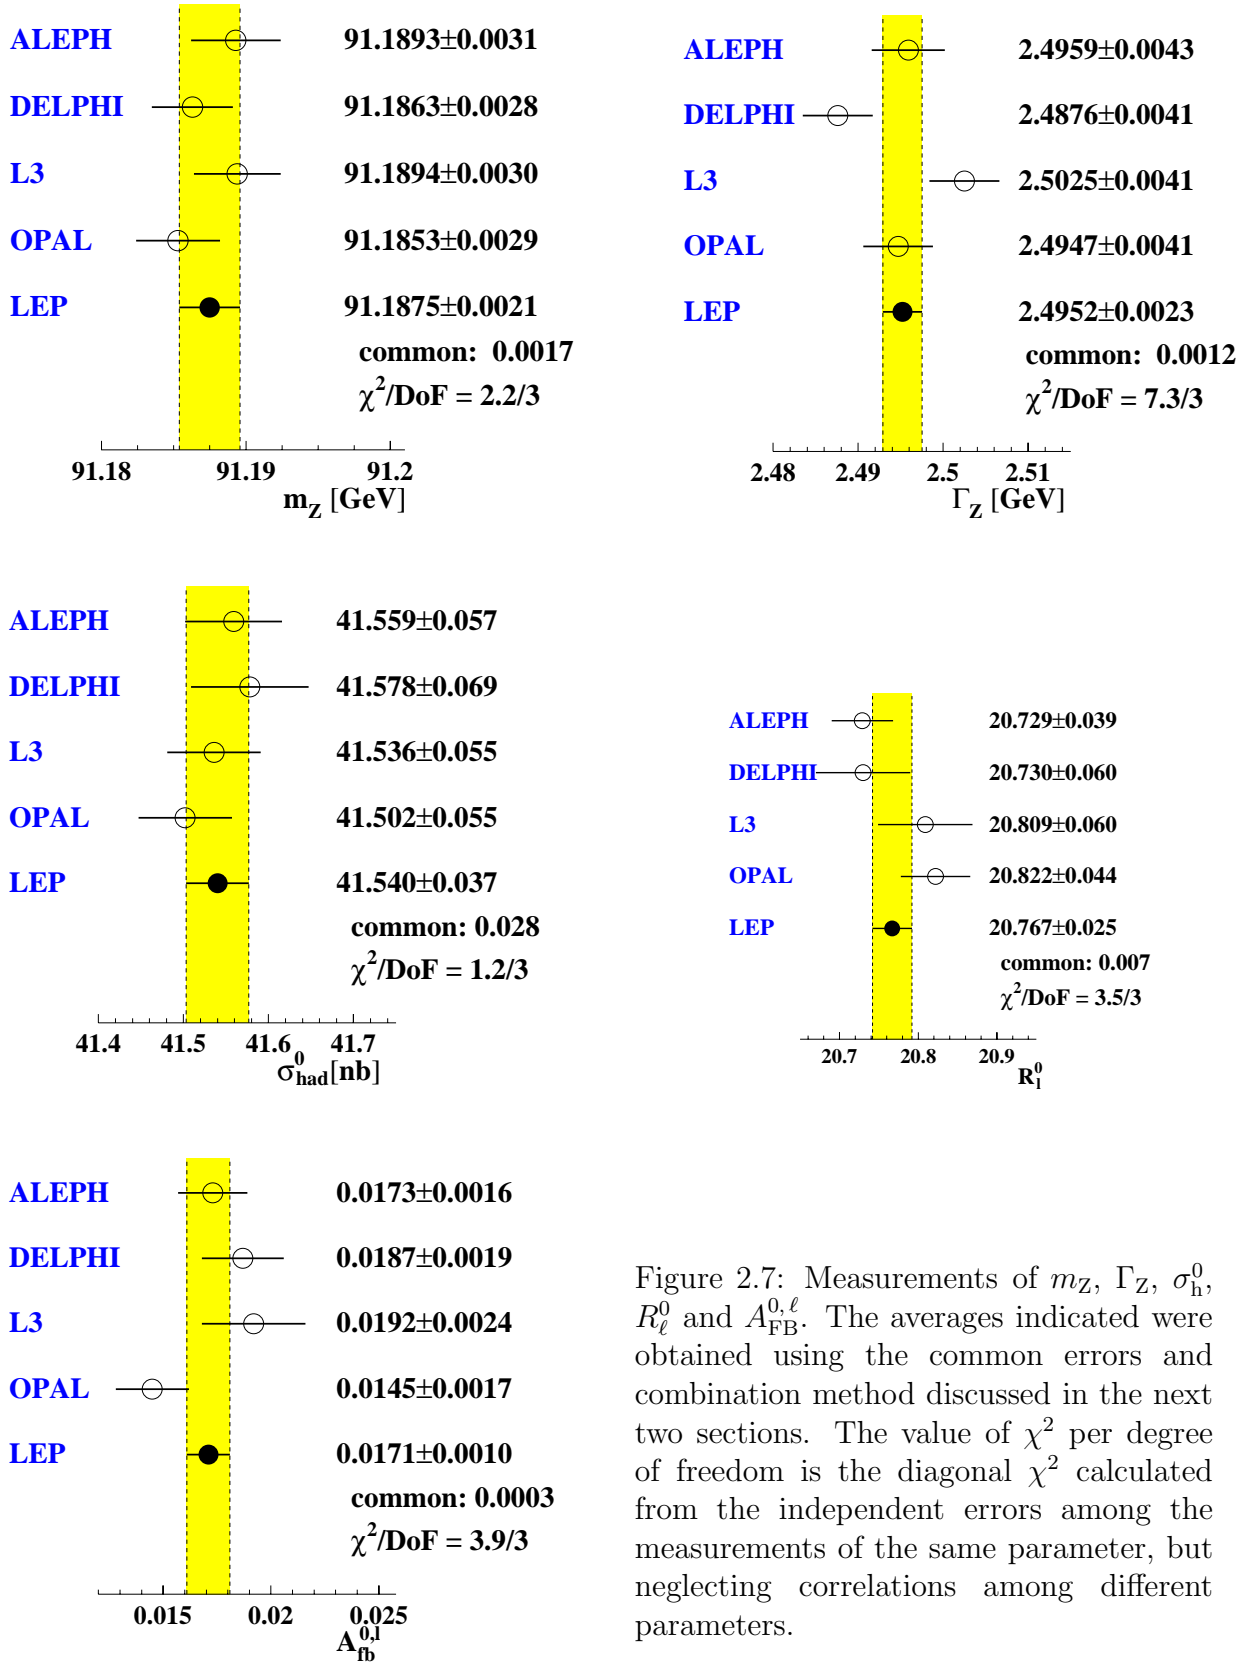 ALEPH 91.1893±0.0031
DELPHI 91.1863±0.0028
L3 91.1894±0.0030
OPAL 91.1853±0.0029
LEP 91.1875±0.0021
common: 0.0017
χ²/DoF = 2.2/3
91.18 91.19 91.2
m_Z [GeV]
ALEPH 2.4959±0.0043
DELPHI 2.4876±0.0041
L3 2.5025±0.0041
OPAL 2.4947±0.0041
LEP 2.4952±0.0023
common: 0.0012
χ²/DoF = 7.3/3
2.48 2.49 2.5 2.51
Γ_Z [GeV]
ALEPH 41.559±0.057
DELPHI 41.578±0.069
L3 41.536±0.055
OPAL 41.502±0.055
LEP 41.540±0.037
common: 0.028
χ²/DoF = 1.2/3
41.4 41.5 41.6 41.7
σ⁰_had [nb]
ALEPH 20.729±0.039
DELPHI 20.730±0.060
L3 20.809±0.060
OPAL 20.822±0.044
LEP 20.767±0.025
common: 0.007
χ²/DoF = 3.5/3
20.7 20.8 20.9
R⁰_l
ALEPH 0.0173±0.0016
DELPHI 0.0187±0.0019
L3 0.0192±0.0024
OPAL 0.0145±0.0017
LEP 0.0171±0.0010
common: 0.0003
χ²/DoF = 3.9/3
0.015 0.02 0.025
A^{0,l}_fb
Figure 2.7: Measurements of m_Z, Γ_Z, σ⁰_h,
R⁰_ℓ and A^{0,ℓ}_FB. The averages indicated were
obtained using the common errors and
combination method discussed in the next
two sections. The value of χ² per degree
of freedom is the diagonal χ² calculated
from the independent errors among the
measurements of the same parameter, but
neglecting correlations among different
parameters.